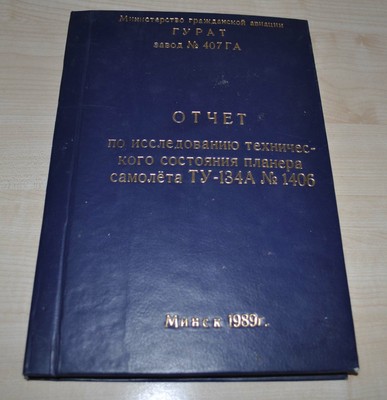 Министерство гражданской авиации
ГУРАТ
завод № 407 ГА
ОТЧЕТ
по исследованию техничес-
кого состояния планера
самолёта ТУ-134А № 1406
Минск 1989г.